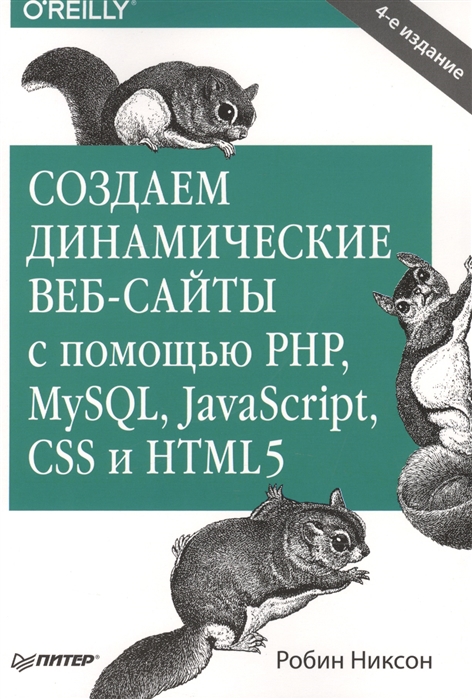 O'REILLY®
4-е издание
СОЗДАЕМ
ДИНАМИЧЕСКИЕ
ВЕБ-САЙТЫ
С ПОМОЩЬЮ PHP,
MySQL, JavaScript,
CSS и HTML5
ПИТЕР®
Робин Никсон